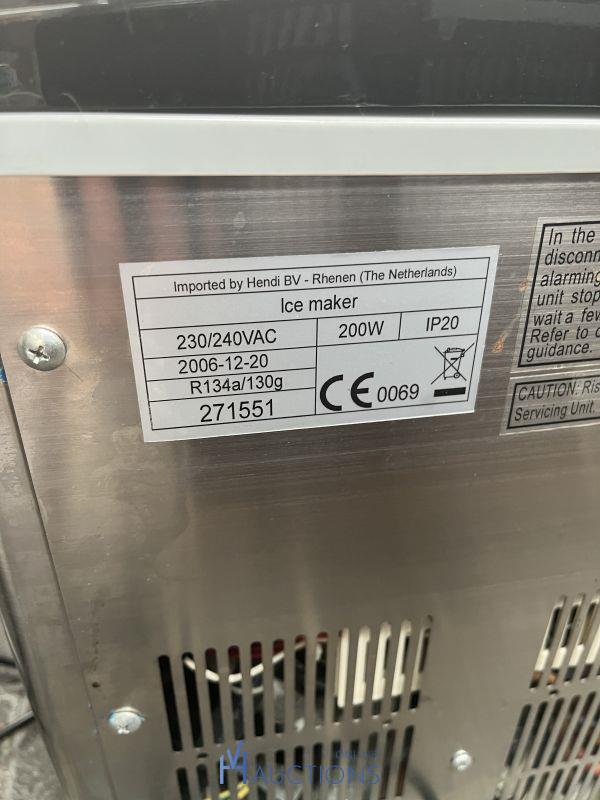 Imported by Hendi BV - Rhenen (The Netherlands)
Ice maker
230/240VAC 200W IP20
2006-12-20
R134a/130g
271551
CE 0069
In the
disconn
alarming
unit stop
wait a few
Refer to
guidance.
CAUTION: Ris
Servicing Unit.
AUCTIONS